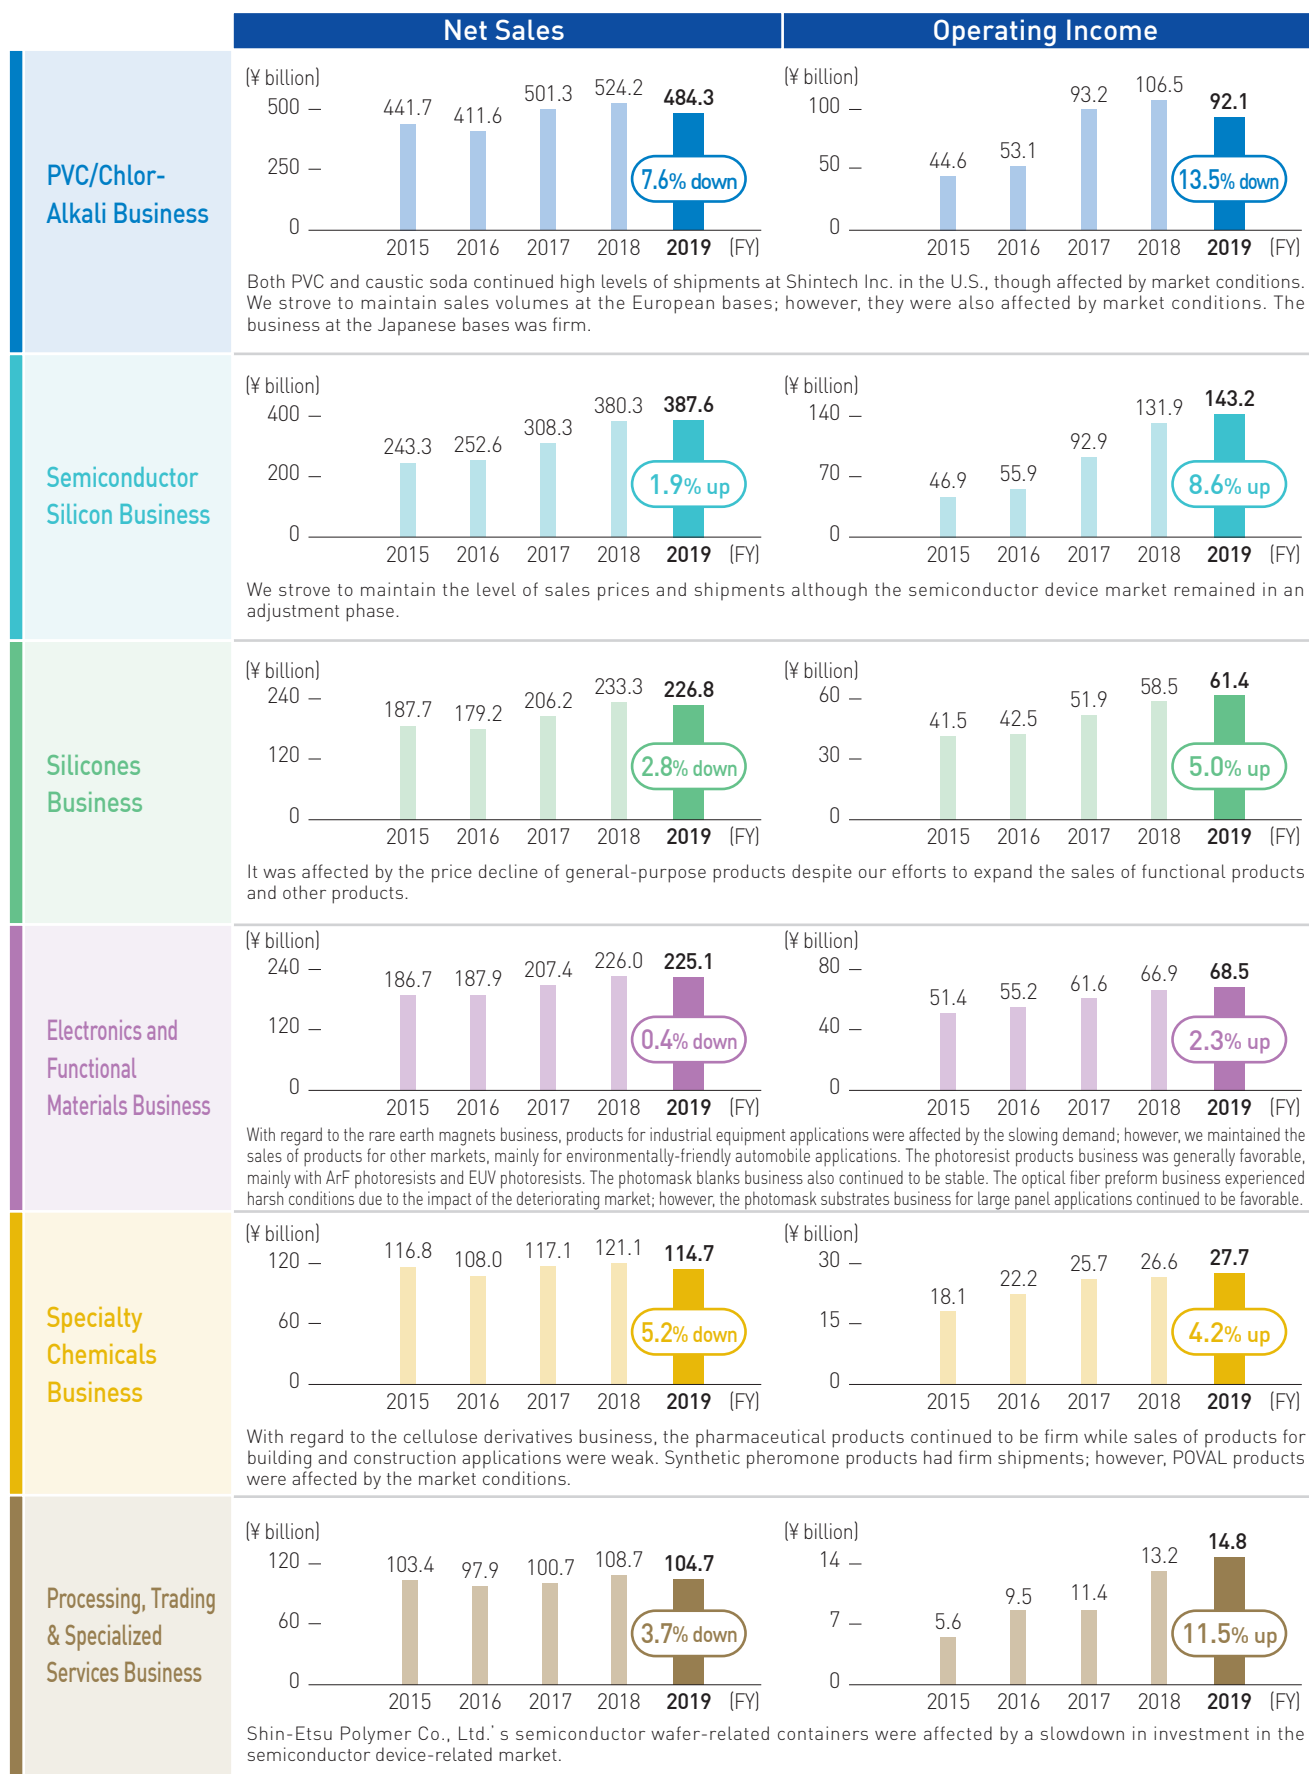 Net Sales
Operating Income
PVC/Chlor-
Alkali Business
(¥ billion)
500
250
0
441.7
411.6
501.3
524.2
484.3
7.6% down
2015 2016 2017 2018 2019 (FY)
(¥ billion)
100
50
0
44.6
53.1
93.2
106.5
92.1
13.5% down
2015 2016 2017 2018 2019 (FY)
Both PVC and caustic soda continued high levels of shipments at Shintech Inc. in the U.S., though affected by market conditions.
We strove to maintain sales volumes at the European bases; however, they were also affected by market conditions. The
business at the Japanese bases was firm.
Semiconductor
Silicon Business
(¥ billion)
400
200
0
243.3
252.6
308.3
380.3
387.6
1.9% up
2015 2016 2017 2018 2019 (FY)
(¥ billion)
140
70
0
46.9
55.9
92.9
131.9
143.2
8.6% up
2015 2016 2017 2018 2019 (FY)
We strove to maintain the level of sales prices and shipments although the semiconductor device market remained in an
adjustment phase.
Silicones
Business
(¥ billion)
240
120
0
187.7
179.2
206.2
233.3
226.8
2.8% down
2015 2016 2017 2018 2019 (FY)
(¥ billion)
60
30
0
41.5
42.5
51.9
58.5
61.4
5.0% up
2015 2016 2017 2018 2019 (FY)
It was affected by the price decline of general-purpose products despite our efforts to expand the sales of functional products
and other products.
Electronics and
Functional
Materials Business
(¥ billion)
240
120
0
186.7
187.9
207.4
226.0
225.1
0.4% down
2015 2016 2017 2018 2019 (FY)
(¥ billion)
80
40
0
51.4
55.2
61.6
66.9
68.5
2.3% up
2015 2016 2017 2018 2019 (FY)
With regard to the rare earth magnets business, products for industrial equipment applications were affected by the slowing demand; however, we maintained the
sales of products for other markets, mainly for environmentally-friendly automobile applications. The photoresist products business was generally favorable,
mainly with ArF photoresists and EUV photoresists. The photomask blanks business also continued to be stable. The optical fiber preform business experienced
harsh conditions due to the impact of the deteriorating market; however, the photomask substrates business for large panel applications continued to be favorable.
Specialty
Chemicals
Business
(¥ billion)
120
60
0
116.8
108.0
117.1
121.1
114.7
5.2% down
2015 2016 2017 2018 2019 (FY)
(¥ billion)
30
15
0
18.1
22.2
25.7
26.6
27.7
4.2% up
2015 2016 2017 2018 2019 (FY)
With regard to the cellulose derivatives business, the pharmaceutical products continued to be firm while sales of products for
building and construction applications were weak. Synthetic pheromone products had firm shipments; however, POVAL products
were affected by the market conditions.
Processing, Trading
& Specialized
Services Business
(¥ billion)
120
60
0
103.4
97.9
100.7
108.7
104.7
3.7% down
2015 2016 2017 2018 2019 (FY)
(¥ billion)
14
7
0
5.6
9.5
11.4
13.2
14.8
11.5% up
2015 2016 2017 2018 2019 (FY)
Shin-Etsu Polymer Co., Ltd.'s semiconductor wafer-related containers were affected by a slowdown in investment in the
semiconductor device-related market.